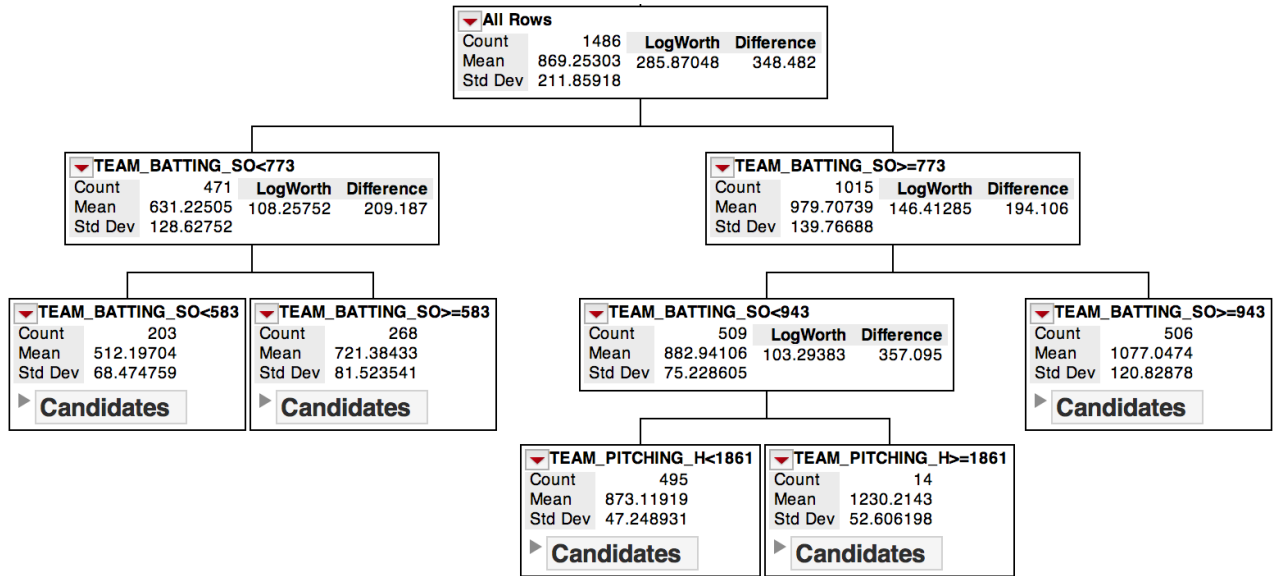 All Rows
Count 1486 LogWorth Difference
Mean 869.25303 285.87048 348.482
Std Dev 211.85918
TEAM_BATTING_SO<773
Count 471 LogWorth Difference
Mean 631.22505 108.25752 209.187
Std Dev 128.62752
TEAM_BATTING_SO>=773
Count 1015 LogWorth Difference
Mean 979.70739 146.41285 194.106
Std Dev 139.76688
TEAM_BATTING_SO<583
Count 203
Mean 512.19704
Std Dev 68.474759
Candidates
TEAM_BATTING_SO>=583
Count 268
Mean 721.38433
Std Dev 81.523541
Candidates
TEAM_BATTING_SO<943
Count 509 LogWorth Difference
Mean 882.94106 103.29383 357.095
Std Dev 75.228605
TEAM_BATTING_SO>=943
Count 506
Mean 1077.0474
Std Dev 120.82878
Candidates
TEAM_PITCHING_H<1861
Count 495
Mean 873.11919
Std Dev 47.248931
Candidates
TEAM_PITCHING_H>=1861
Count 14
Mean 1230.2143
Std Dev 52.606198
Candidates